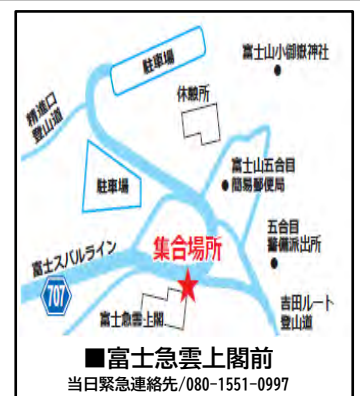 駐車場
富士山小御嶽神社
休憩所
精進口
登山道
駐車場
富士山五合目
簡易郵便局
五合目
警備派出所
集合場所
富士スバルライン
707
富士急雲上閣
吉田ルート
登山道
■富士急雲上閣前
当日緊急連絡先/080-1551-0997